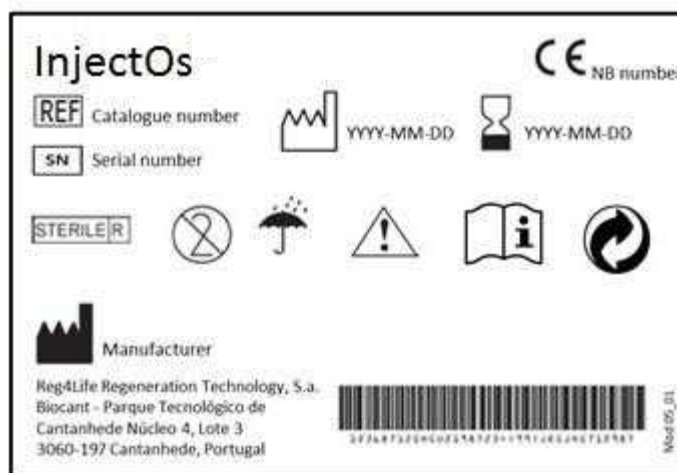 InjectOs
CE NB number
REF Catalogue number
YYYY-MM-DD
YYYY-MM-DD
SN Serial number
STERILE R
2
Manufacturer
Reg4Life Regeneration Technology, S.a.
Biocant - Parque Tecnológico de
Cantanhede Núcleo 4, Lote 3
3060-197 Cantanhede, Portugal
Mod 05_01